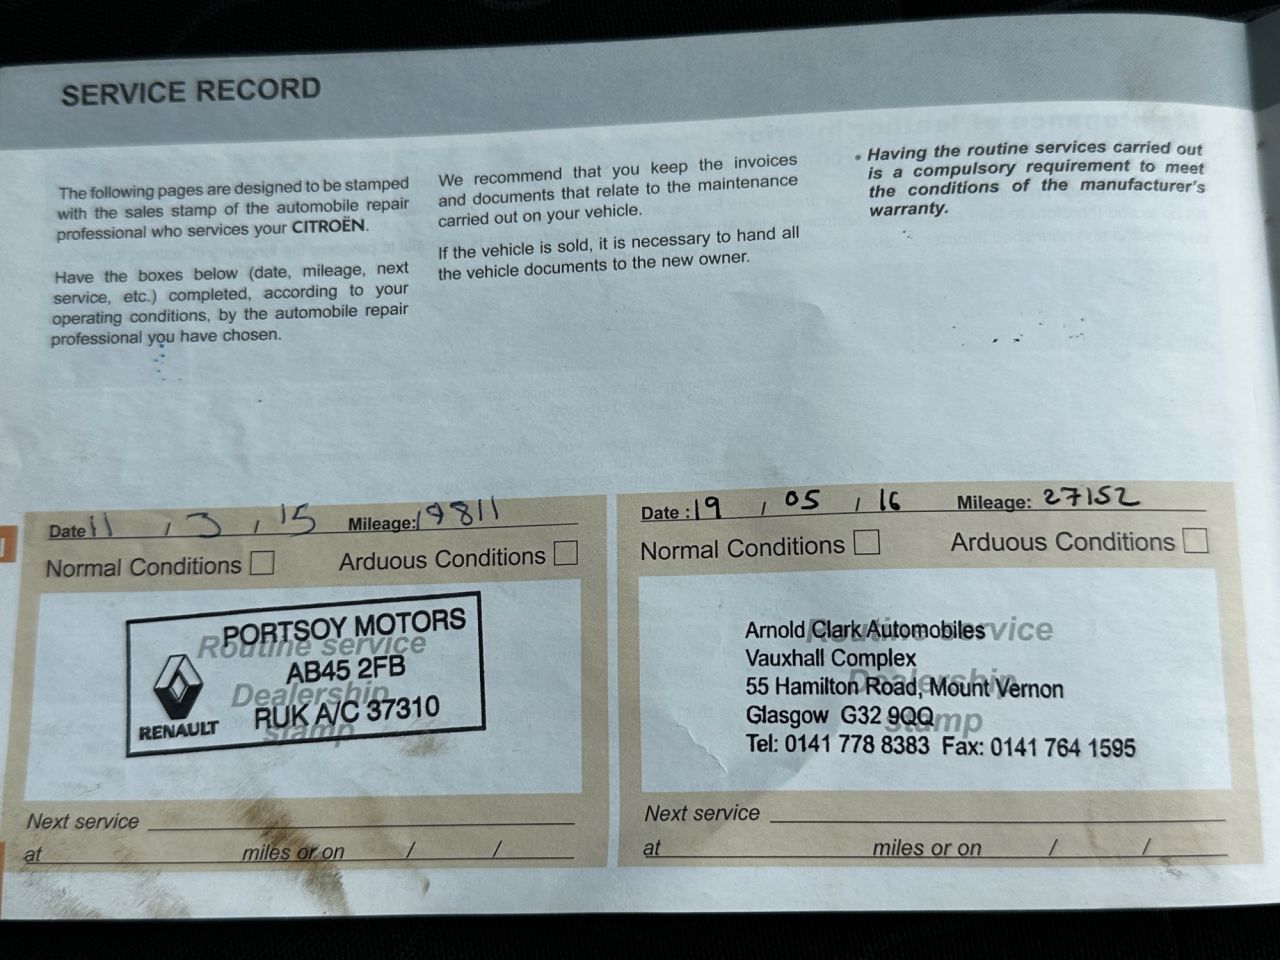 SERVICE RECORD
The following pages are designed to be stamped
with the sales stamp of the automobile repair
professional who services your CITROËN.
Have the boxes below (date, mileage, next
service, etc.) completed, according to your
operating conditions, by the automobile repair
professional you have chosen.
We recommend that you keep the invoices
and documents that relate to the maintenance
carried out on your vehicle.
If the vehicle is sold, it is necessary to hand all
the vehicle documents to the new owner.
• Having the routine services carried out
is a compulsory requirement to meet
the conditions of the manufacturer's
warranty.
Date 11 / 3 / 15 Mileage: 19811
Normal Conditions Arduous Conditions
PORTSOY MOTORS
Routine service
AB45 2FB
Dealership
RUK A/C 37310
stamp
RENAULT
Next service
at miles or on / /
Date : 19 / 05 / 16 Mileage: 27152
Normal Conditions Arduous Conditions
Routine service
Dealership
stamp
Arnold Clark Automobiles
Vauxhall Complex
55 Hamilton Road, Mount Vernon
Glasgow G32 9QQ
Tel: 0141 778 8383 Fax: 0141 764 1595
Next service
at miles or on / /